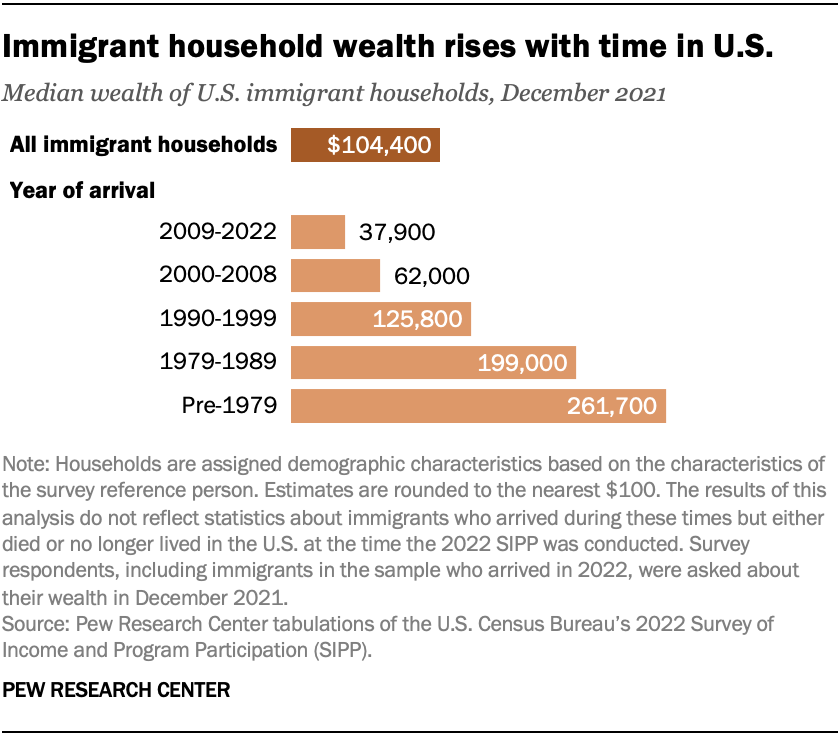 Immigrant household wealth rises with time in U.S.
Median wealth of U.S. immigrant households, December 2021
All immigrant households $104,400
Year of arrival
2009-2022 37,900
2000-2008 62,000
1990-1999 125,800
1979-1989 199,000
Pre-1979 261,700
Note: Households are assigned demographic characteristics based on the characteristics of
the survey reference person. Estimates are rounded to the nearest $100. The results of this
analysis do not reflect statistics about immigrants who arrived during these times but either
died or no longer lived in the U.S. at the time the 2022 SIPP was conducted. Survey
respondents, including immigrants in the sample who arrived in 2022, were asked about
their wealth in December 2021.
Source: Pew Research Center tabulations of the U.S. Census Bureau’s 2022 Survey of
Income and Program Participation (SIPP).
PEW RESEARCH CENTER